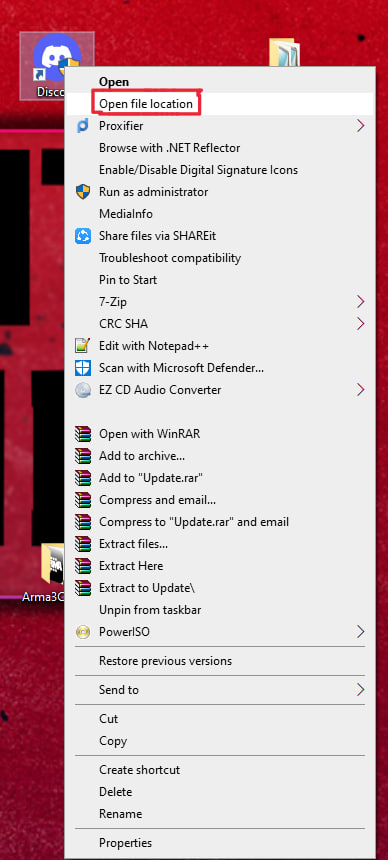 Disco
Open
Open file location
Proxifier
Browse with .NET Reflector
Enable/Disable Digital Signature Icons
Run as administrator
MediaInfo
Share files via SHAREit
Troubleshoot compatibility
Pin to Start
7-Zip
CRC SHA
Edit with Notepad++
Scan with Microsoft Defender...
EZ CD Audio Converter
Open with WinRAR
Add to archive...
Add to "Update.rar"
Compress and email...
Compress to "Update.rar" and email
Extract files...
Extract Here
Extract to Update\
Arma3C
Unpin from taskbar
PowerISO
Restore previous versions
Send to
Cut
Copy
Create shortcut
Delete
Rename
Properties